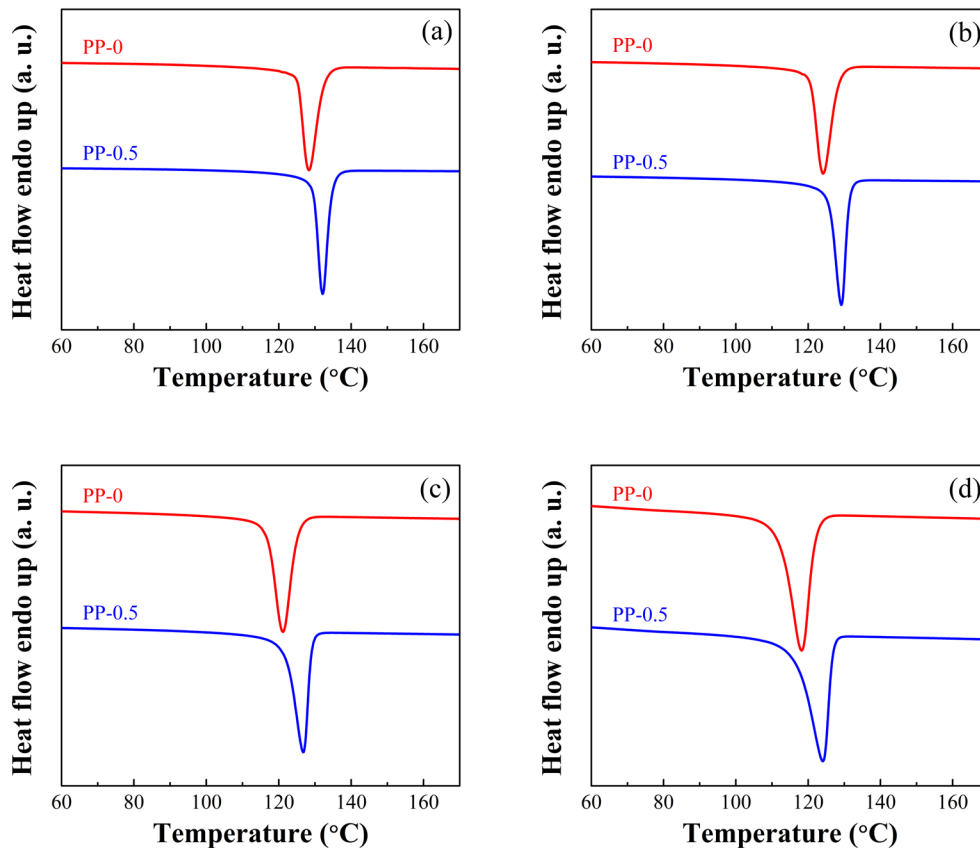 (a)
PP-0
PP-0.5
Heat flow endo up (a. u.)
60 80 100 120 140 160
Temperature (°C)
(b)
PP-0
PP-0.5
Heat flow endo up (a. u.)
60 80 100 120 140 160
Temperature (°C)
(c)
PP-0
PP-0.5
Heat flow endo up (a. u.)
60 80 100 120 140 160
Temperature (°C)
(d)
PP-0
PP-0.5
Heat flow endo up (a. u.)
60 80 100 120 140 160
Temperature (°C)